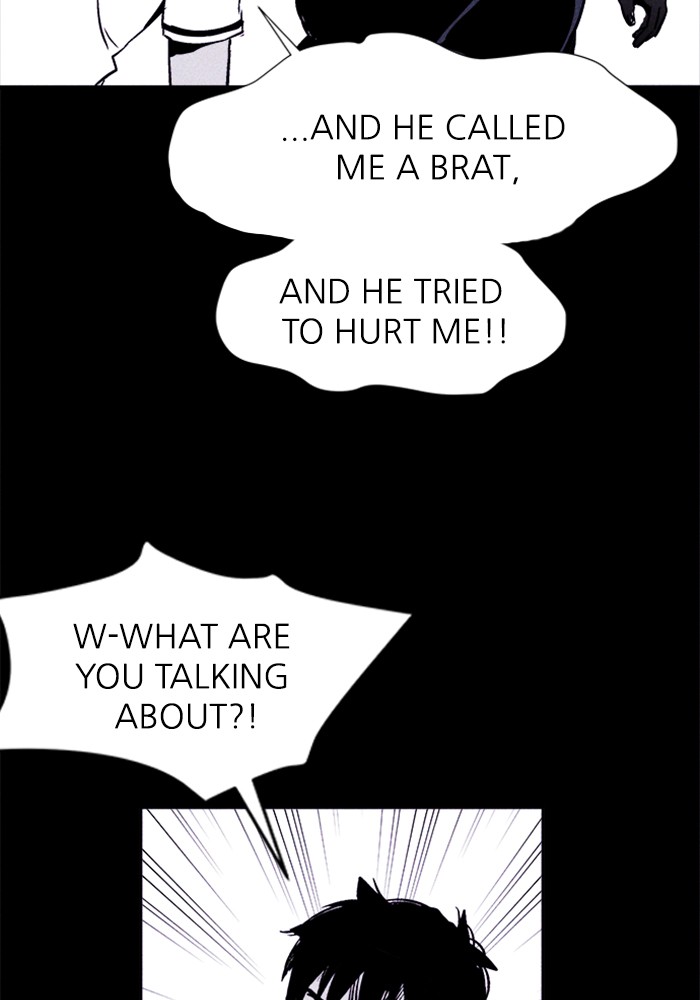 ...AND HE CALLED
ME A BRAT,
AND HE TRIED
TO HURT ME!!
W-WHAT ARE
YOU TALKING
ABOUT?!